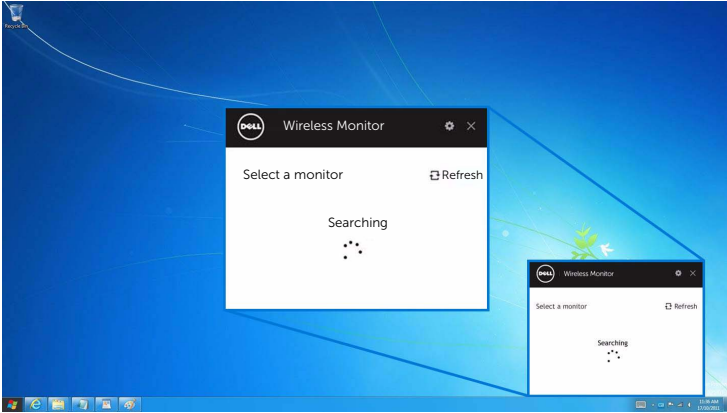 Recycle Bin
DELL Wireless Monitor
Select a monitor Refresh
Searching
DELL Wireless Monitor
Select a monitor Refresh
Searching